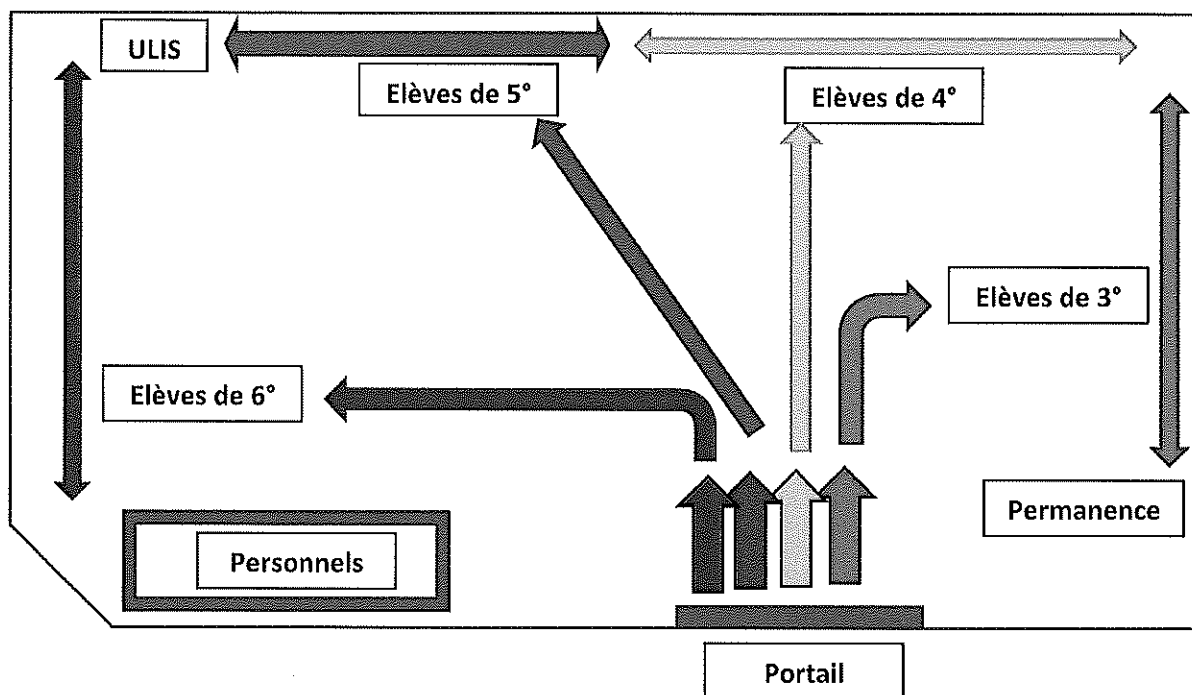 ULIS
Elèves de 5°
Elèves de 4°
Elèves de 3°
Elèves de 6°
Permanence
Personnels
Portail